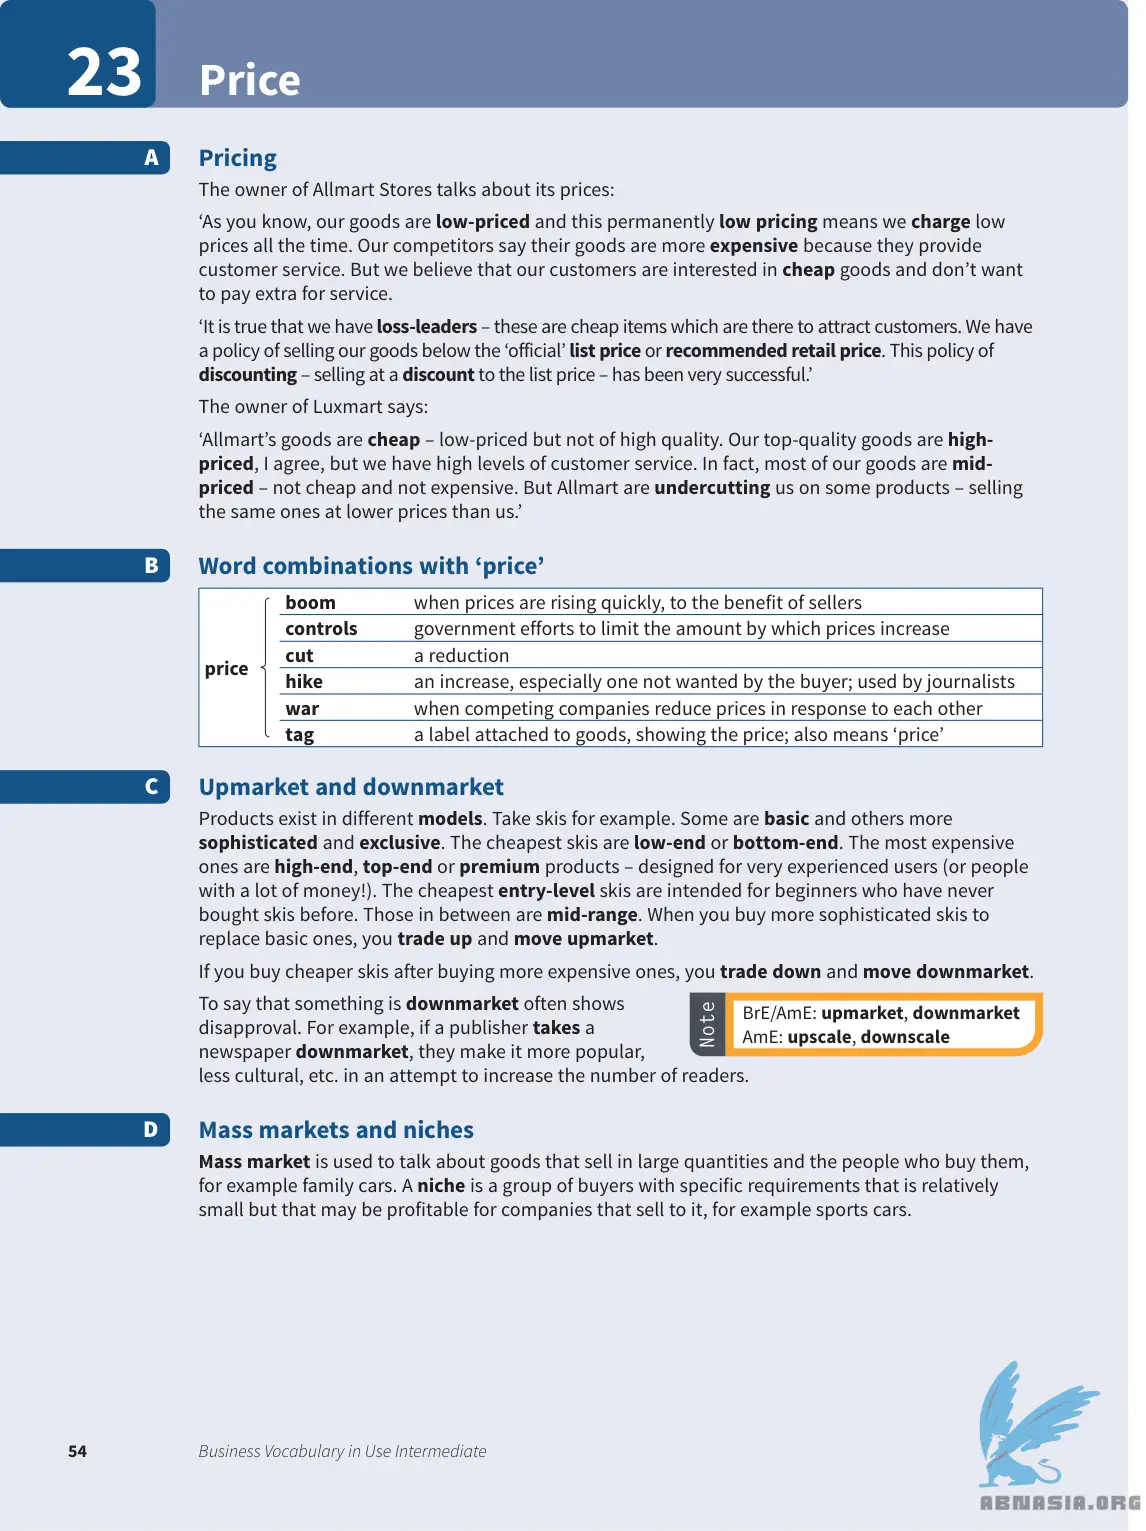 23
Price
A
Pricing
The owner of Allmart Stores talks about its prices:
‘As you know, our goods are low-priced and this permanently low pricing means we charge low
prices all the time. Our competitors say their goods are more expensive because they provide
customer service. But we believe that our customers are interested in cheap goods and don’t want
to pay extra for service.
‘It is true that we have loss-leaders – these are cheap items which are there to attract customers. We have
a policy of selling our goods below the ‘official’ list price or recommended retail price. This policy of
discounting – selling at a discount to the list price – has been very successful.’
The owner of Luxmart says:
‘Allmart’s goods are cheap – low-priced but not of high quality. Our top-quality goods are high-
priced, I agree, but we have high levels of customer service. In fact, most of our goods are mid-
priced – not cheap and not expensive. But Allmart are undercutting us on some products – selling
the same ones at lower prices than us.’
B
Word combinations with ‘price’
price
boom when prices are rising quickly, to the benefit of sellers
controls government efforts to limit the amount by which prices increase
cut a reduction
hike an increase, especially one not wanted by the buyer; used by journalists
war when competing companies reduce prices in response to each other
tag a label attached to goods, showing the price; also means ‘price’
C
Upmarket and downmarket
Products exist in different models. Take skis for example. Some are basic and others more
sophisticated and exclusive. The cheapest skis are low-end or bottom-end. The most expensive
ones are high-end, top-end or premium products – designed for very experienced users (or people
with a lot of money!). The cheapest entry-level skis are intended for beginners who have never
bought skis before. Those in between are mid-range. When you buy more sophisticated skis to
replace basic ones, you trade up and move upmarket.
If you buy cheaper skis after buying more expensive ones, you trade down and move downmarket.
To say that something is downmarket often shows
disapproval. For example, if a publisher takes a
newspaper downmarket, they make it more popular,
less cultural, etc. in an attempt to increase the number of readers.
Note
BrE/AmE: upmarket, downmarket
AmE: upscale, downscale
D
Mass markets and niches
Mass market is used to talk about goods that sell in large quantities and the people who buy them,
for example family cars. A niche is a group of buyers with specific requirements that is relatively
small but that may be profitable for companies that sell to it, for example sports cars.
54
Business Vocabulary in Use Intermediate
ABNASIA.ORG